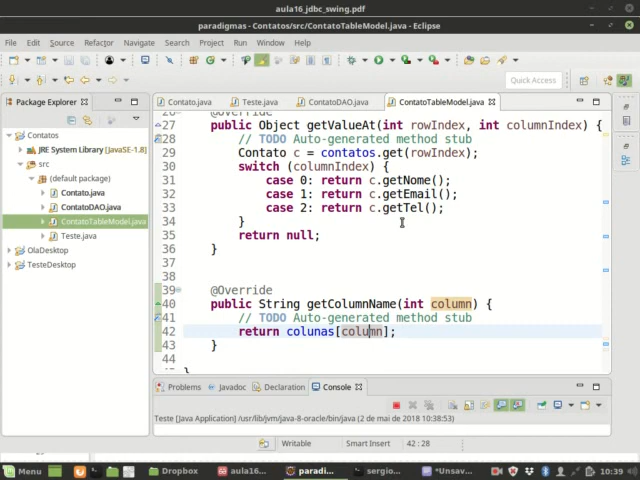 aula16_jdbc_swing.pdf
paradigmas - Contatos/src/ContatoTableModel.java - Eclipse
File Edit Source Refactor Navigate Search Project Run Window Help
Quick Access
Package Explorer
Contatos
JRE System Library [JavaSE-1.8]
src
(default package)
Contato.java
ContatoDAO.java
ContatoTableModel.java
Teste.java
OlaDesktop
TesteDesktop
Contato.java Teste.java ContatoDAO.java ContatoTableModel.java
26 @Override
27 public Object getValueAt(int rowIndex, int columnIndex) {
28 // TODO Auto-generated method stub
29 Contato c = contatos.get(rowIndex);
30 switch (columnIndex) {
31 case 0: return c.getNome();
32 case 1: return c.getEmail();
33 case 2: return c.getTel();
34 }
35 return null;
36 }
37
38
39 @Override
40 public String getColumnName(int column) {
41 // TODO Auto-generated method stub
42 return colunas[column];
43 }
44
45 }
Problems Javadoc Declaration Console
Teste [Java Application] /usr/lib/jvm/java-8-oracle/bin/java (2 de mai de 2018 10:38:53)
Writable Smart Insert 42 : 28
Menu Dropbox aula16... paradi... sergio... *Unsav... 10:39